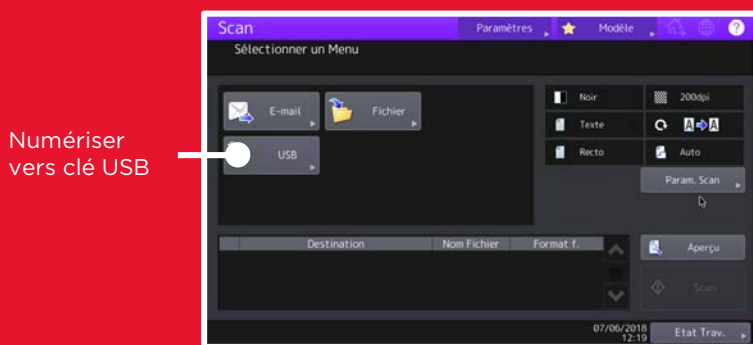 Numériser
vers clé USB
Scan
Paramètres
Modèle
?
Sélectionner un Menu
E-mail
Fichier
USB
Noir
200dpi
Texte
A A
Recto
Auto
Param. Scan
Destination
Nom Fichier
Format f.
Aperçu
Scan
07/06/2018
12:19
Etat Trav.